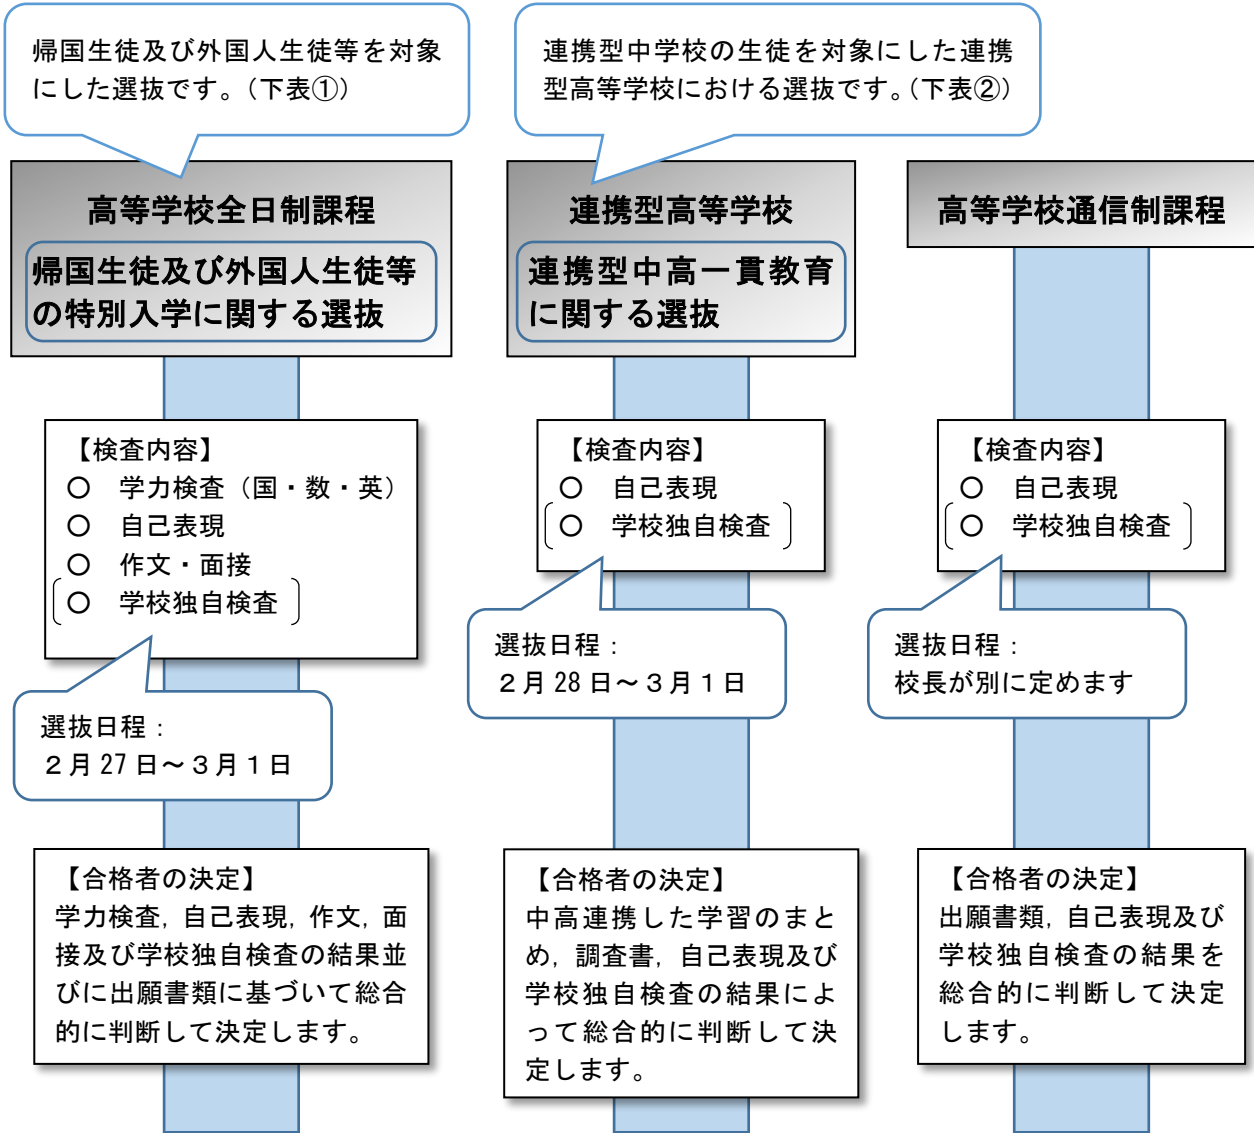 帰国生徒及び外国人生徒等を対象
にした選抜です。（下表①）
連携型中学校の生徒を対象にした連携
型高等学校における選抜です。（下表②）
高等学校全日制課程
帰国生徒及び外国人生徒等
の特別入学に関する選抜
連携型高等学校
連携型中高一貫教育
に関する選抜
高等学校通信制課程
【検査内容】
○　学力検査（国・数・英）
○　自己表現
○　作文・面接
○　学校独自検査
選抜日程：
２月27日～３月１日
【検査内容】
○　自己表現
○　学校独自検査
選抜日程：
２月28日～３月１日
【検査内容】
○　自己表現
○　学校独自検査
選抜日程：
校長が別に定めます
【合格者の決定】
学力検査，自己表現，作文，面
接及び学校独自検査の結果並
びに出願書類に基づいて総合
的に判断して決定します。
【合格者の決定】
中高連携した学習のまと
め，調査書，自己表現及び
学校独自検査の結果によ
って総合的に判断して決
定します。
【合格者の決定】
出願書類，自己表現及び
学校独自検査の結果を
総合的に判断して決定
します。